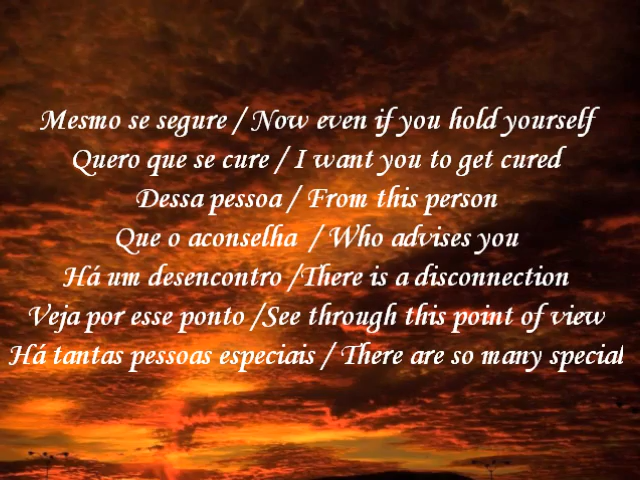 Mesmo se segure / Now even if you hold yourself
Quero que se cure / I want you to get cured
Dessa pessoa / From this person
Que o aconselha / Who advises you
Há um desencontro /There is a disconnection
Veja por esse ponto /See through this point of view
Há tantas pessoas especiais / There are so many special